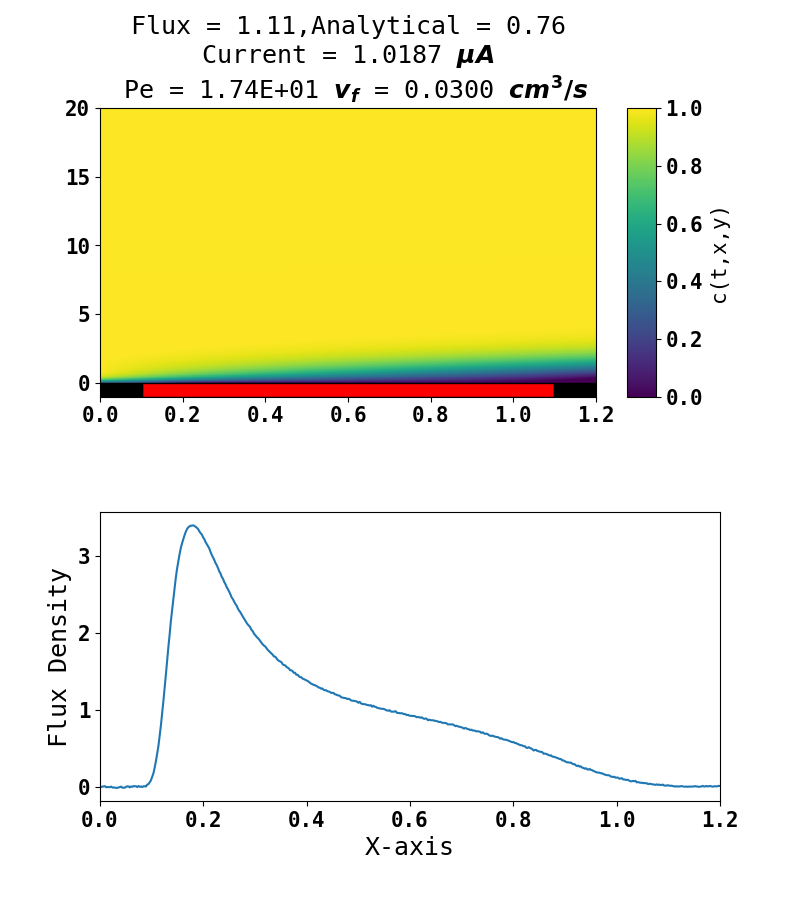 Flux = 1.11,Analytical = 0.76
Current = 1.0187 μA
Pe = 1.74E+01 v_f = 0.0300 cm³/s
20
15
10
5
0
0.0 0.2 0.4 0.6 0.8 1.0 1.2
1.0
0.8
0.6
0.4
0.2
0.0
c(t,x,y)
3
2
1
0
Flux Density
0.0 0.2 0.4 0.6 0.8 1.0 1.2
X-axis